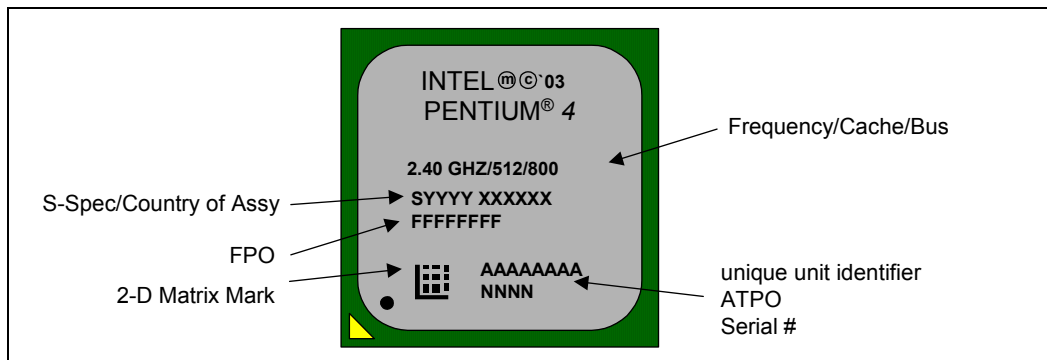 INTEL ⓜ©`03
PENTIUM® 4
Frequency/Cache/Bus
2.40 GHZ/512/800
S-Spec/Country of Assy
SYYYY XXXXXX
FFFFFFFF
FPO
2-D Matrix Mark
AAAAAAAA
NNNN
unique unit identifier
ATPO
Serial #